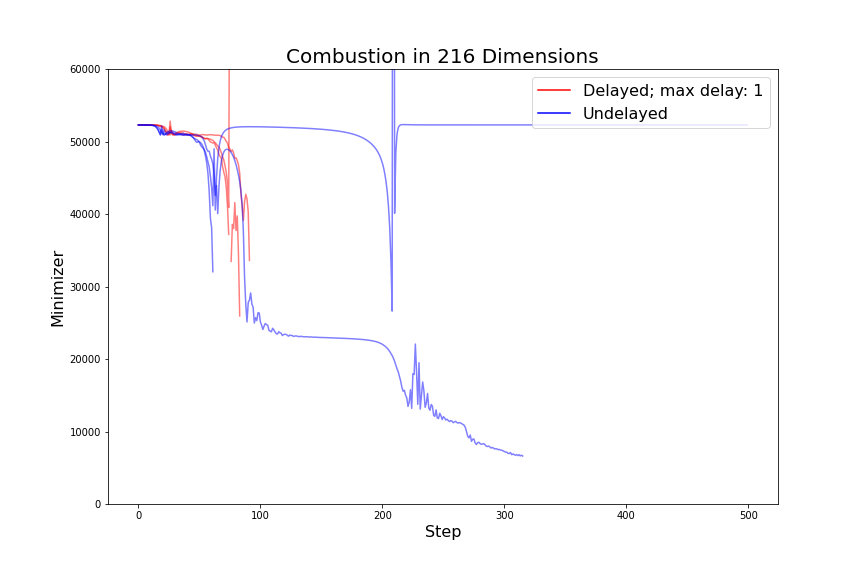 Combustion in 216 Dimensions
60000
50000
40000
30000
20000
10000
0
Minimizer
Delayed; max delay: 1
Undelayed
0 100 200 300 400 500
Step